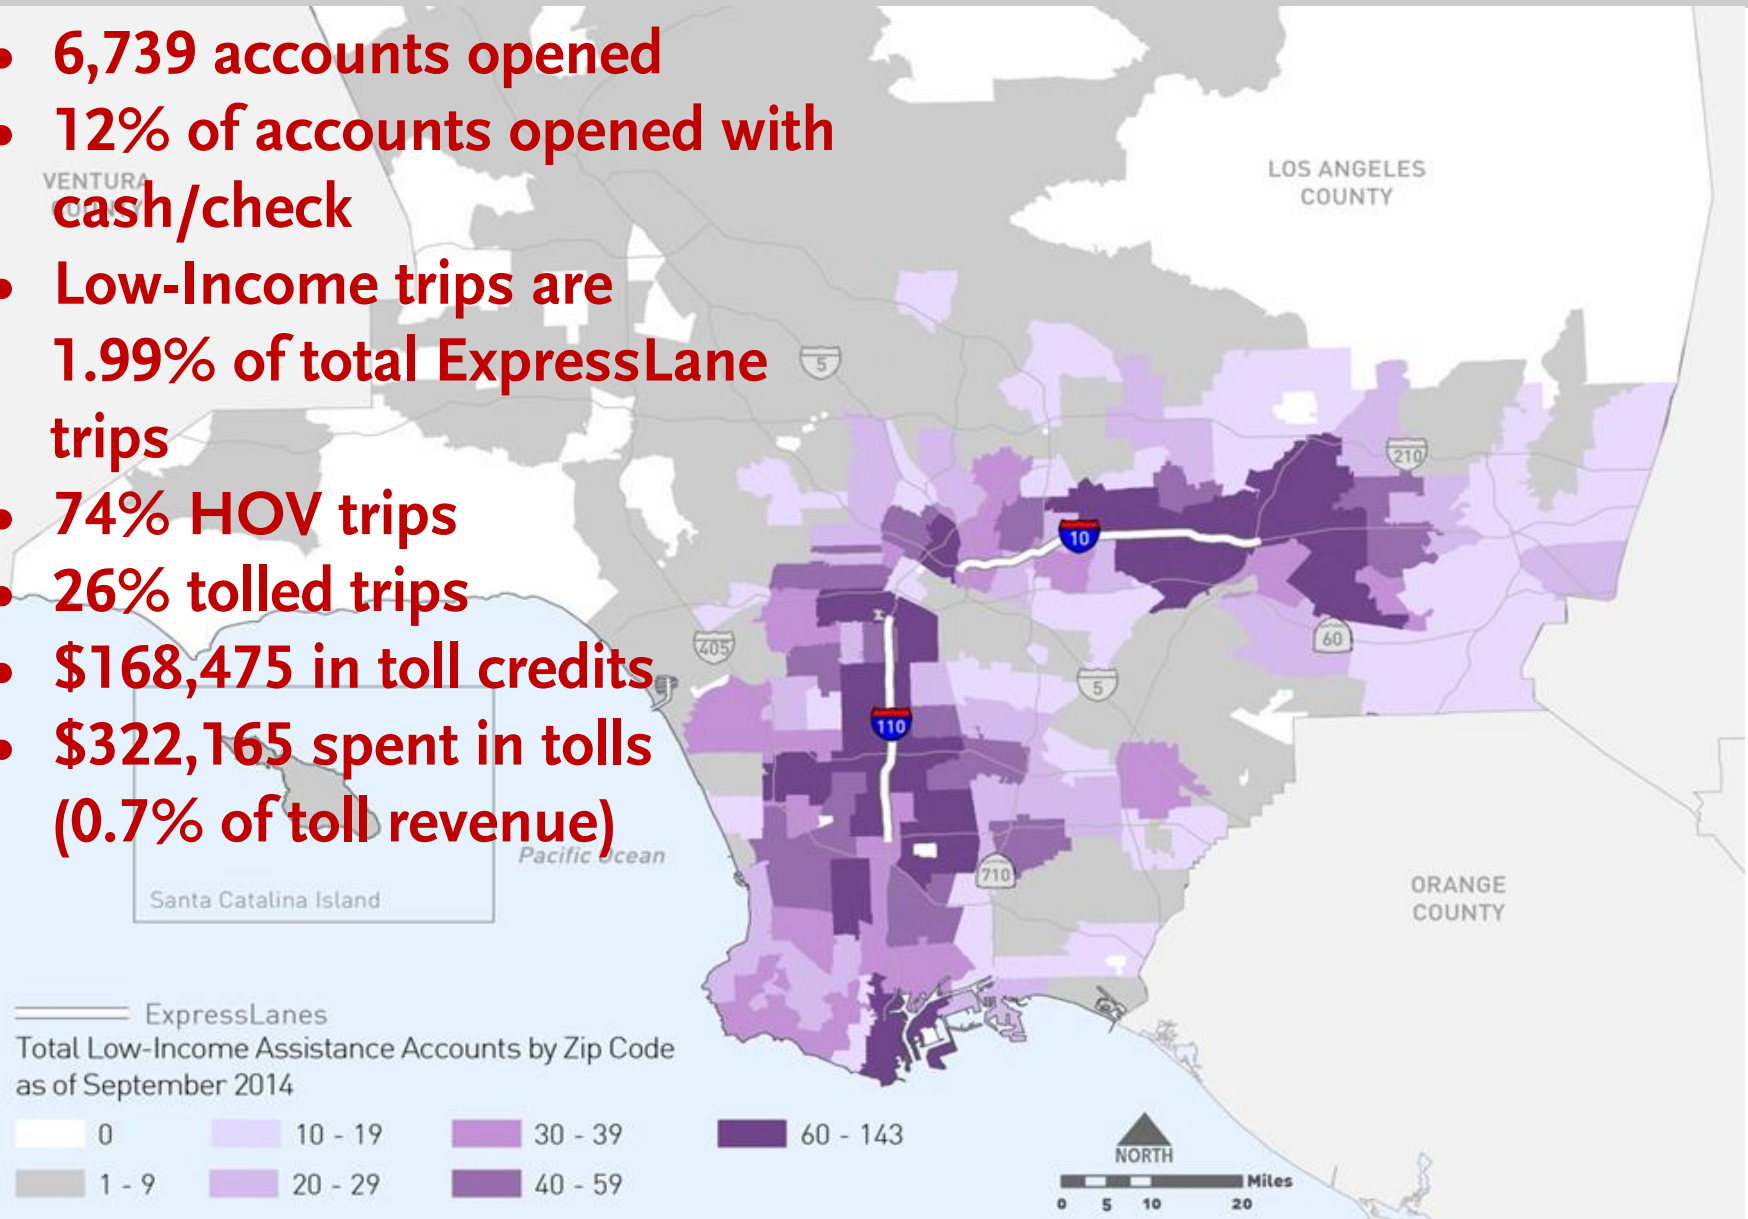 • 6,739 accounts opened
• 12% of accounts opened with
cash/check
• Low-Income trips are
1.99% of total ExpressLane
trips
• 74% HOV trips
• 26% tolled trips
• $168,475 in toll credits
• $322,165 spent in tolls
(0.7% of toll revenue)
VENTURA
COUNTY
LOS ANGELES
COUNTY
5
210
10
405
60
5
110
710
Pacific Ocean
Santa Catalina Island
ORANGE
COUNTY
ExpressLanes
Total Low-Income Assistance Accounts by Zip Code
as of September 2014
0
10 - 19
30 - 39
60 - 143
1 - 9
20 - 29
40 - 59
NORTH
Miles
0 5 10 20